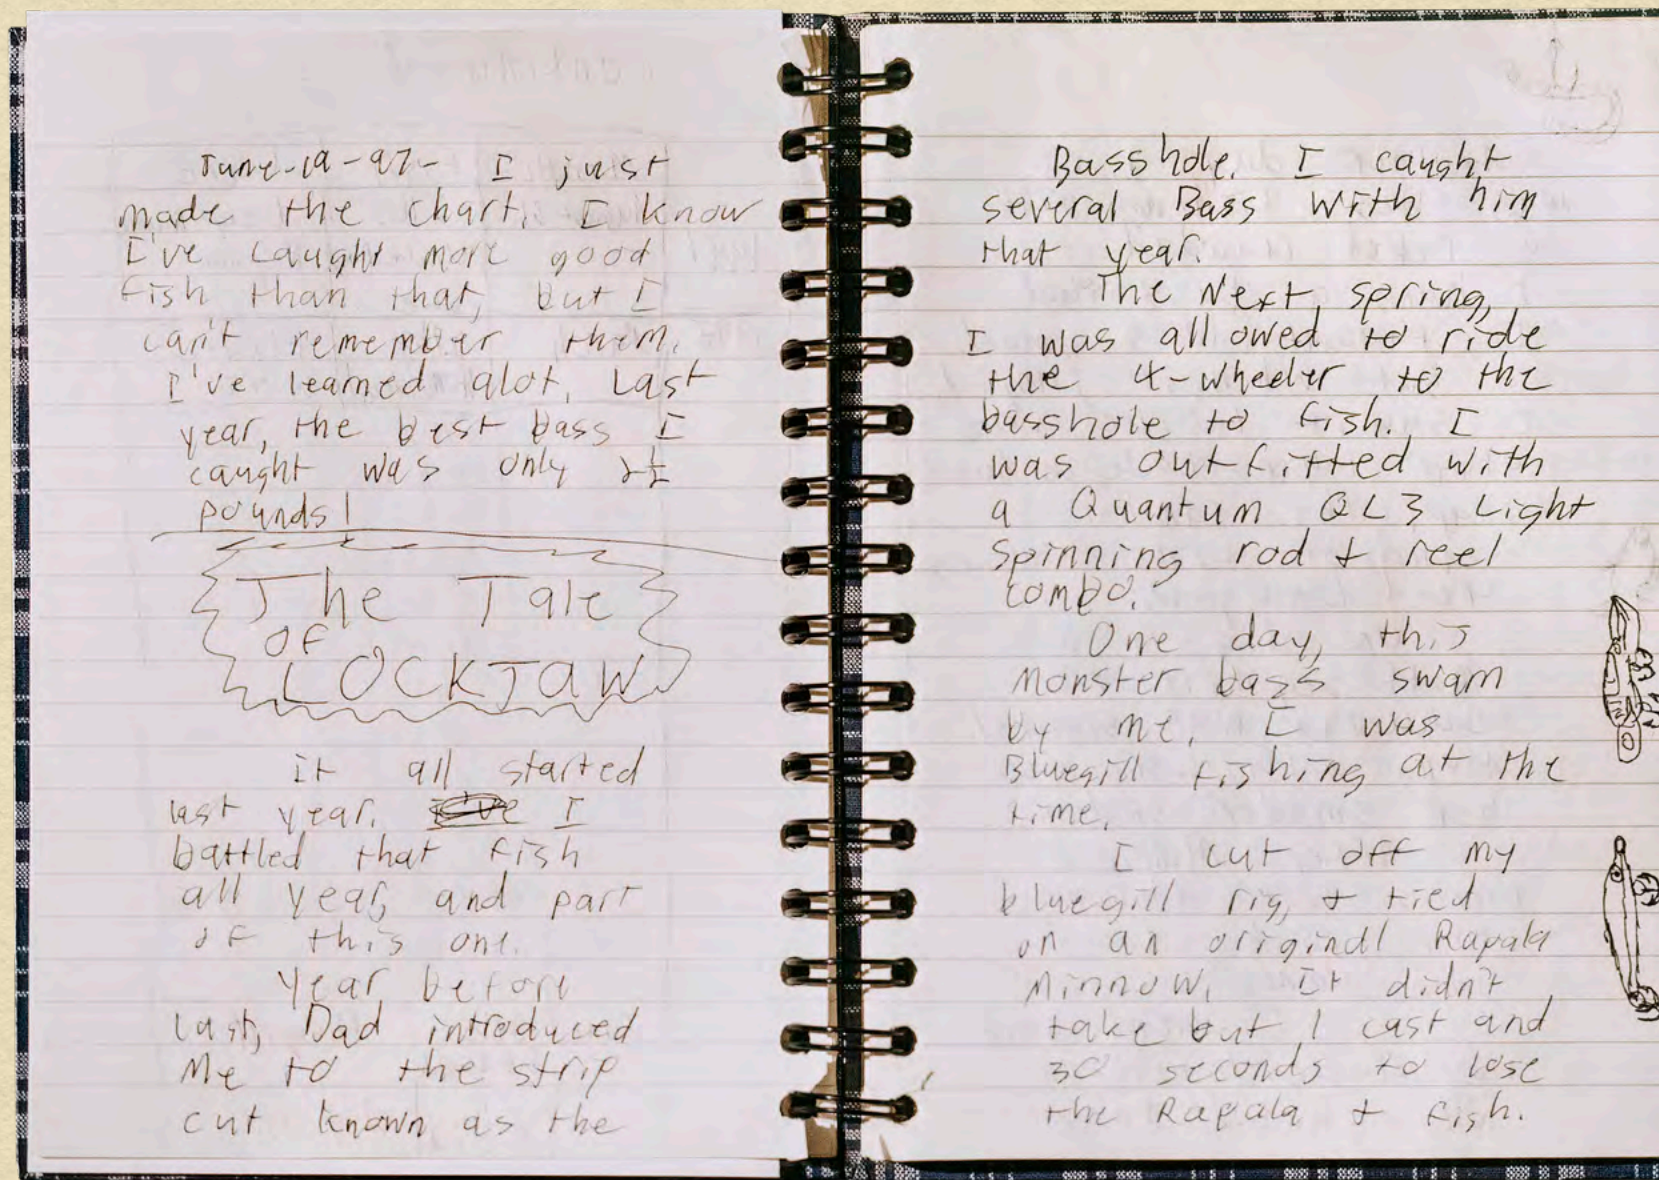 June-19-97- I just
made the chart. I know
I've caught more good
fish than that, but I
can't remember them.
I've learned alot. Last
year, the best bass I
caught was only 2½
pounds!
The Tale
OF
LOCKJAW
it all started
last year. I've I
battled that fish
all year, and part
of this one.
Year before
last, Dad introduced
me to the strip
cut known as the
Basshole. I caught
several Bass with him
that year.
The Next spring,
I was allowed to ride
the 4-wheeler to the
basshole to fish. I
was outfitted with
a Quantum QL3 Light
spinning rod + reel
combo.
One day, this
monster bass swam
by me. I was
Bluegill fishing at the
time.
I cut off my
bluegill rig, + tied
on an original Rapala
Minnow. It didn't
take but 1 cast and
30 seconds to lose
the Rapala + fish.